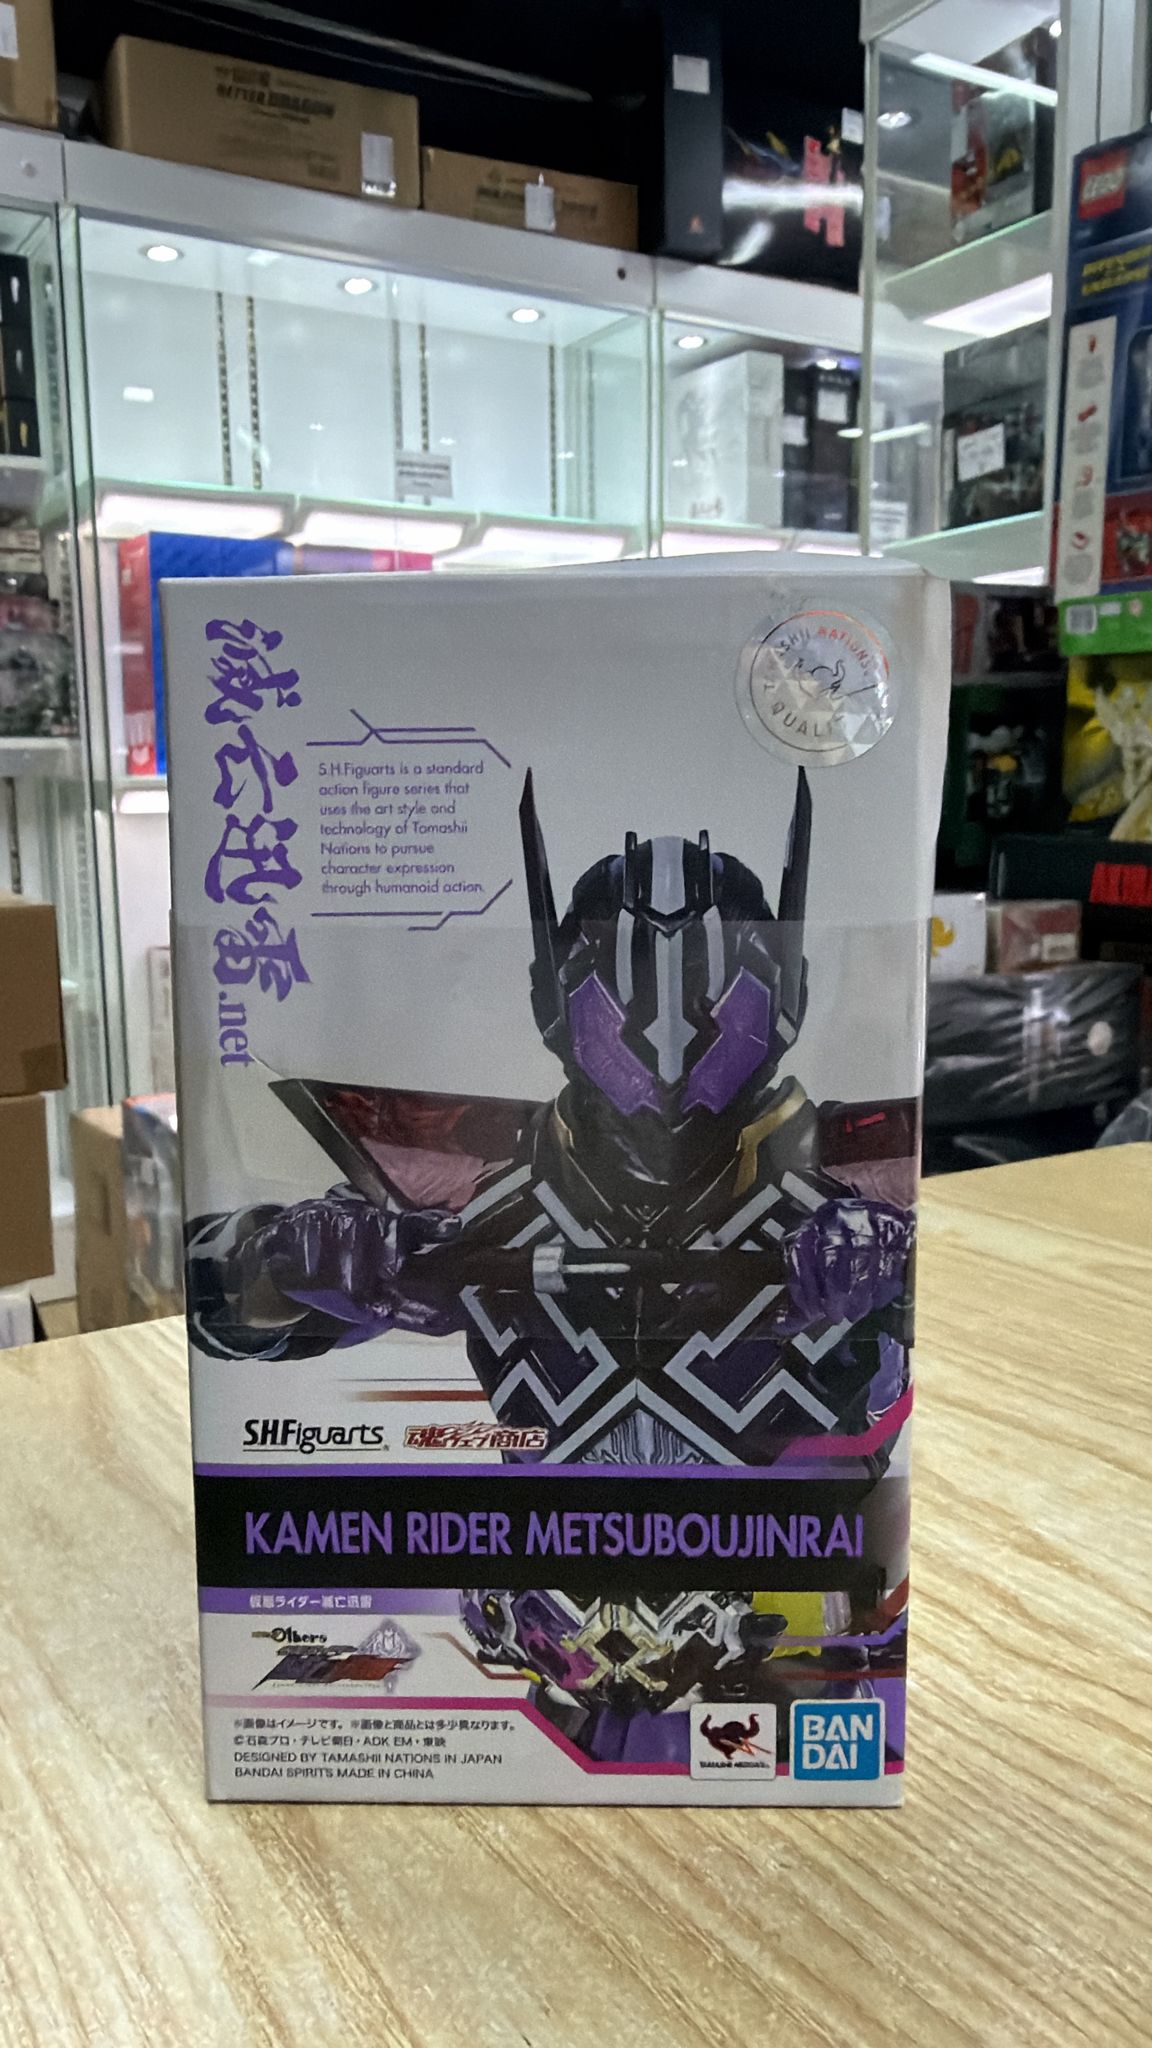 LEGO
TAMASHII NATIONS
QUALITY
滅亡迅雷.net
S.H.Figuarts is a standard
action figure series that
uses the art style and
technology of Tamashii
Nations to pursue
character expression
through humanoid action.
S.H.Figuarts
魂ウェブ商店
KAMEN RIDER METSUBOUJINRAI
仮面ライダー滅亡迅雷
Others
※画像はイメージです。※画像と商品とは多少異なります。
©石森プロ・テレビ朝日・ADK EM・東映
DESIGNED BY TAMASHII NATIONS IN JAPAN
BANDAI SPIRITS MADE IN CHINA
TAMASHII NATIONS
BAN
DAI